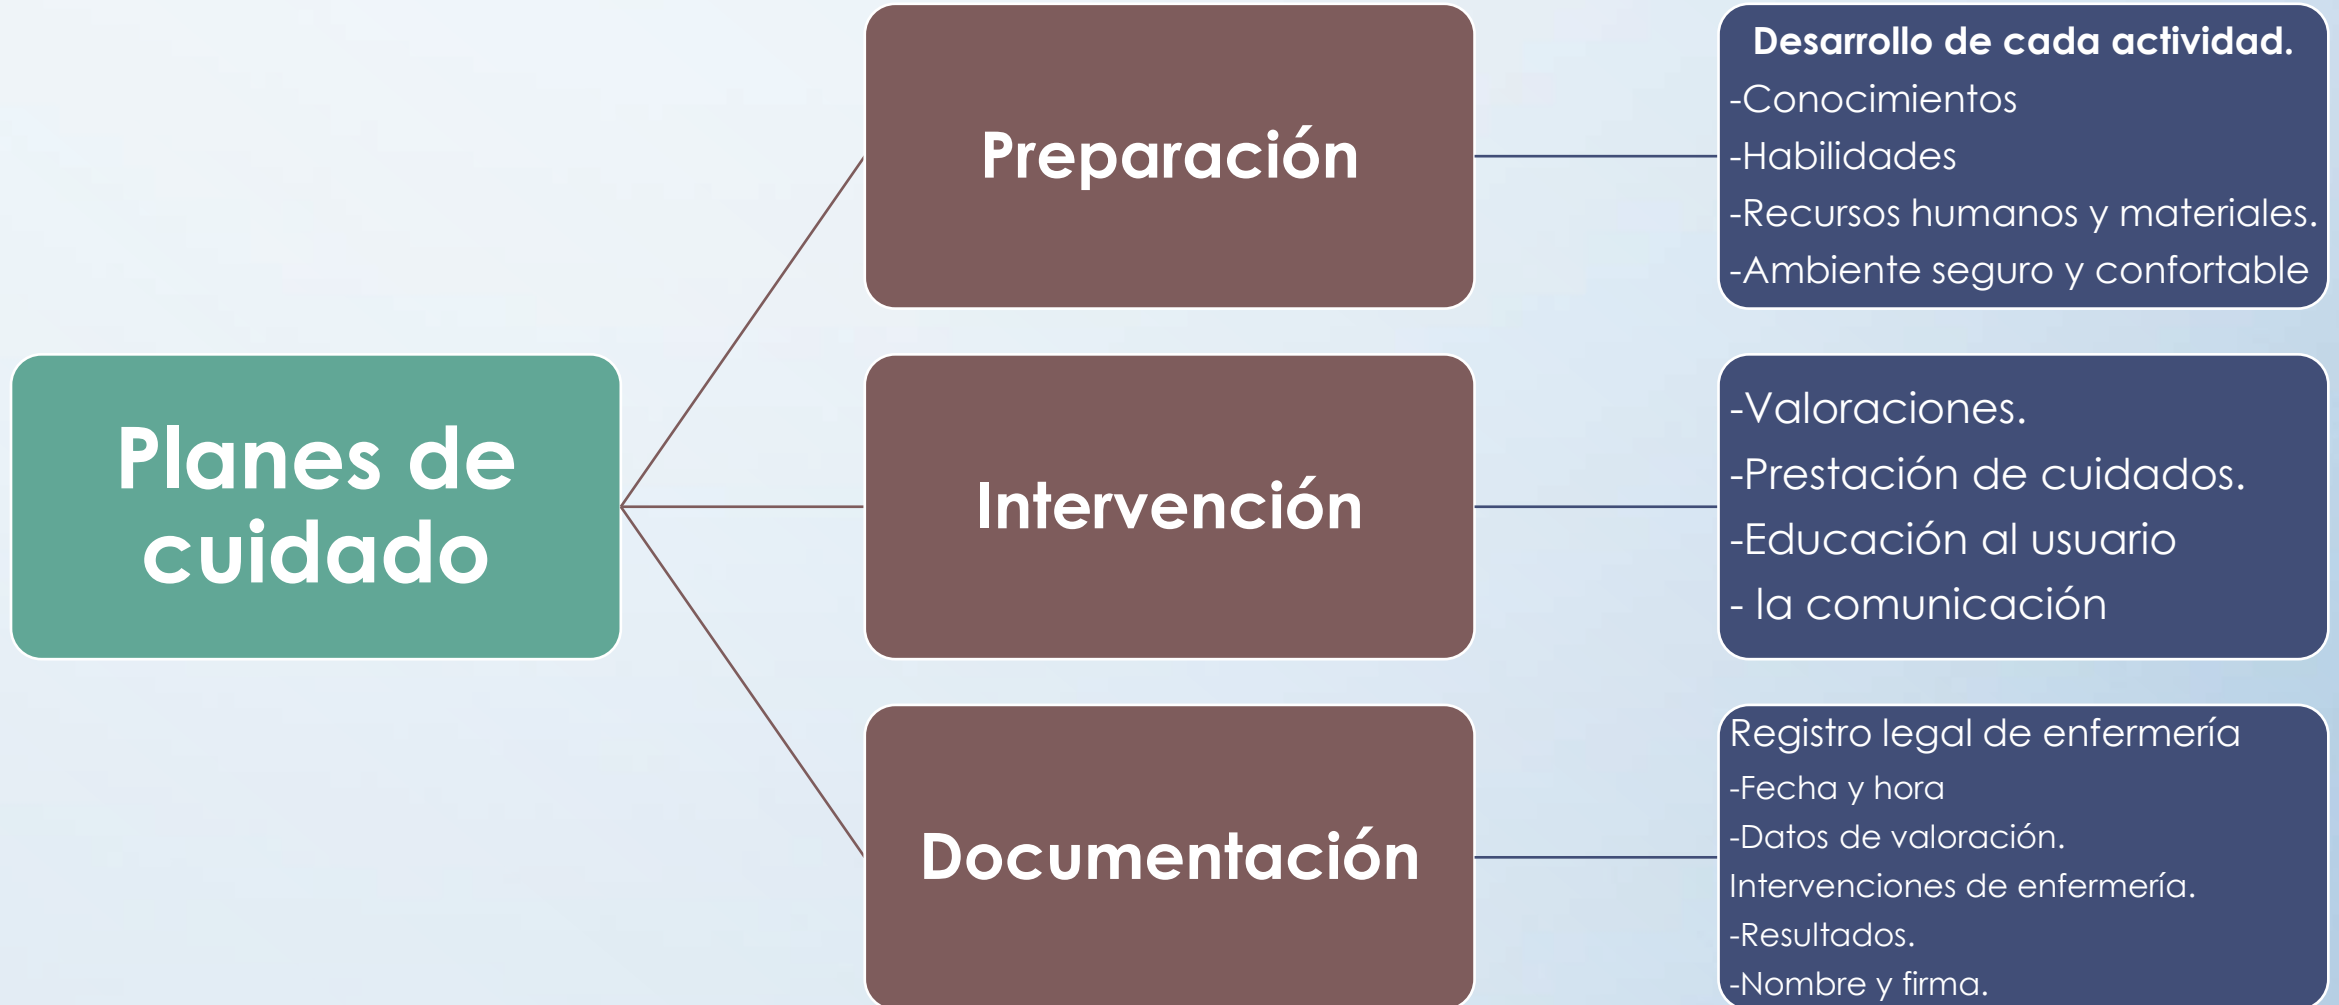 Planes de
cuidado
Preparación
Desarrollo de cada actividad.
-Conocimientos
-Habilidades
-Recursos humanos y materiales.
-Ambiente seguro y confortable
Intervención
-Valoraciones.
-Prestación de cuidados.
-Educación al usuario
- la comunicación
Documentación
Registro legal de enfermería
-Fecha y hora
-Datos de valoración.
Intervenciones de enfermería.
-Resultados.
-Nombre y firma.